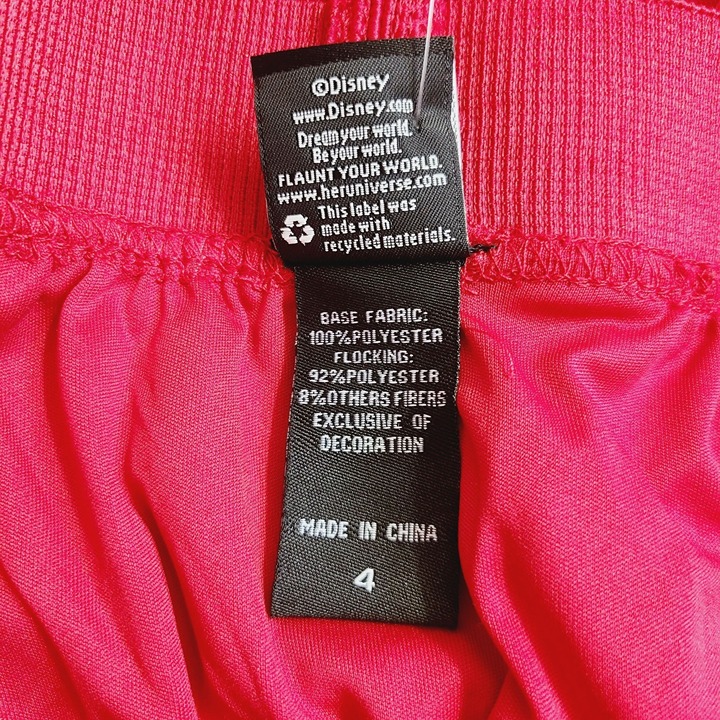 ©Disney
www.Disney.com
Dream your world.
Be your world.
FLAUNT YOUR WORLD.
www.heruniverse.com
This label was
made with
recycled materials.
BASE FABRIC:
100%POLYESTER
FLOCKING:
92%POLYESTER
8%OTHERS FIBERS
EXCLUSIVE OF
DECORATION
MADE IN CHINA
4